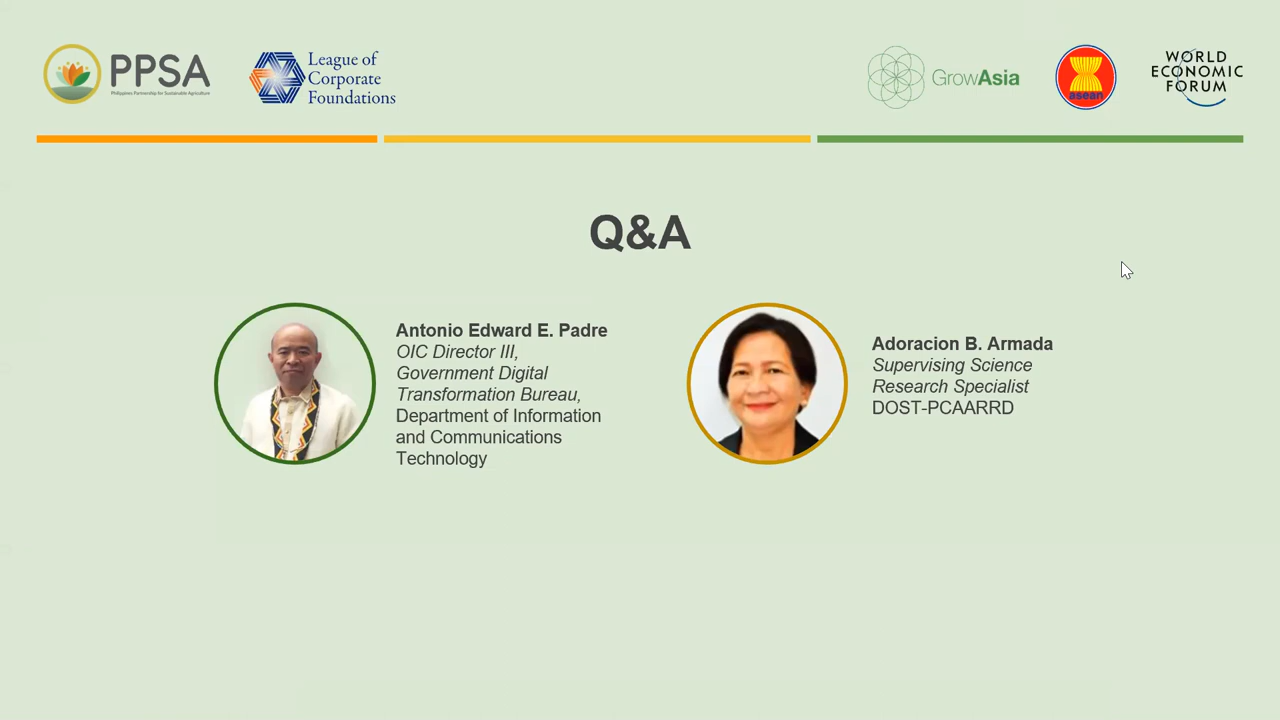 PPSA
Philippines Partnership for Sustainable Agriculture
League of
Corporate
Foundations
GrowAsia
asean
WORLD
ECONOMIC
FORUM
Q&A
Antonio Edward E. Padre
OIC Director III,
Government Digital
Transformation Bureau,
Department of Information
and Communications
Technology
Adoracion B. Armada
Supervising Science
Research Specialist
DOST-PCAARRD